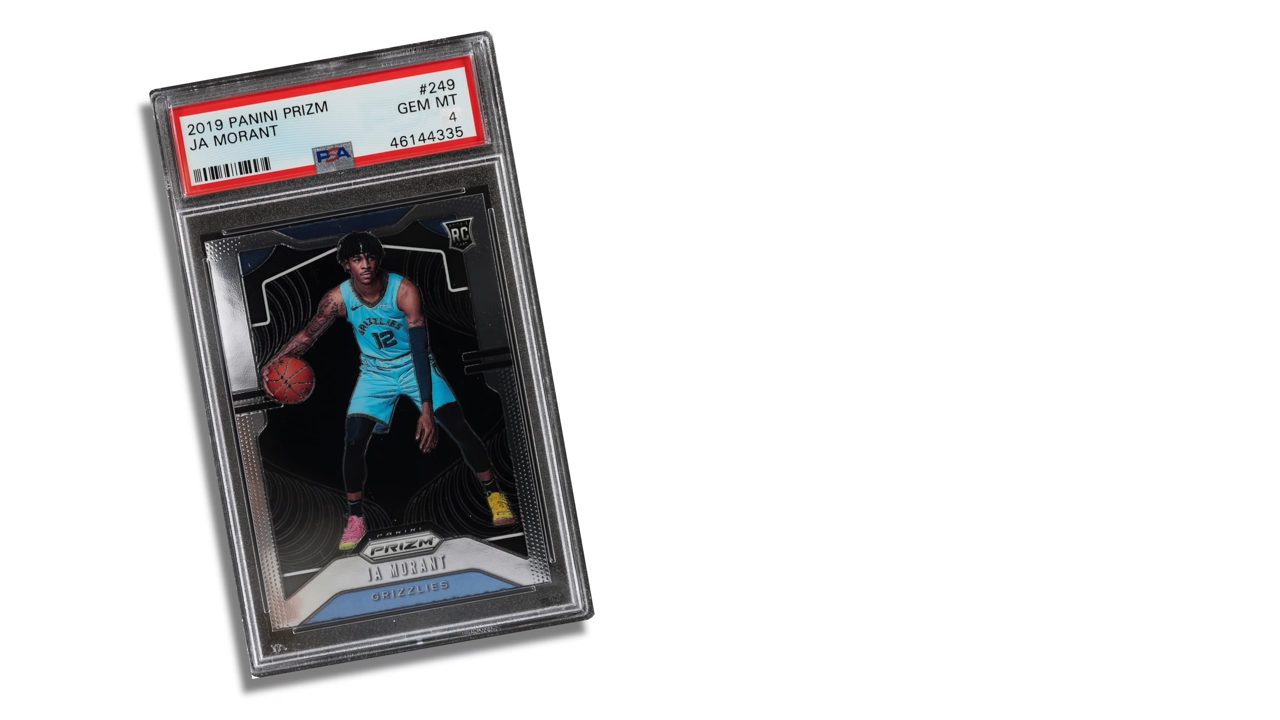 2019 PANINI PRIZM
JA MORANT
#249
GEM MT
4
46144335
PSA
RC
GRIZZLIES
12
PANINI
PRIZM
JA MORANT
GRIZZLIES